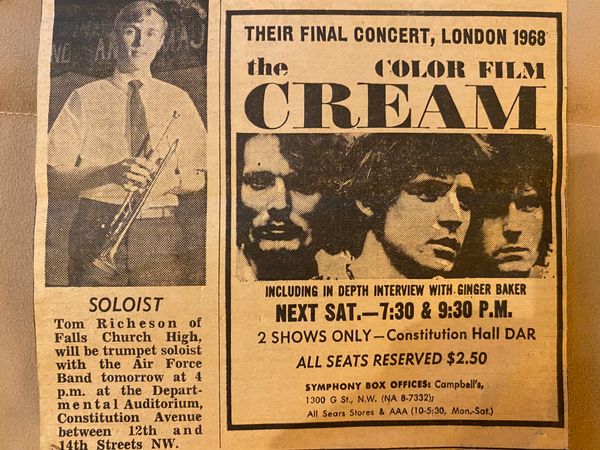 SOLOIST
Tom Richeson of
Falls Church High,
will be trumpet soloist
with the Air Force
Band tomorrow at 4
p.m. at the Depart-
mental Auditorium,
Constitution Avenue
between 12th and
14th Streets NW.
THEIR FINAL CONCERT, LONDON 1968
the COLOR FILM
CREAM
INCLUDING IN DEPTH INTERVIEW WITH GINGER BAKER
NEXT SAT.—7:30 & 9:30 P.M.
2 SHOWS ONLY—Constitution Hall DAR
ALL SEATS RESERVED $2.50
SYMPHONY BOX OFFICES: Campbell's,
1300 G St., N.W. (NA 8-7332);
All Sears Stores & AAA (10-5:30, Mon.-Sat.)